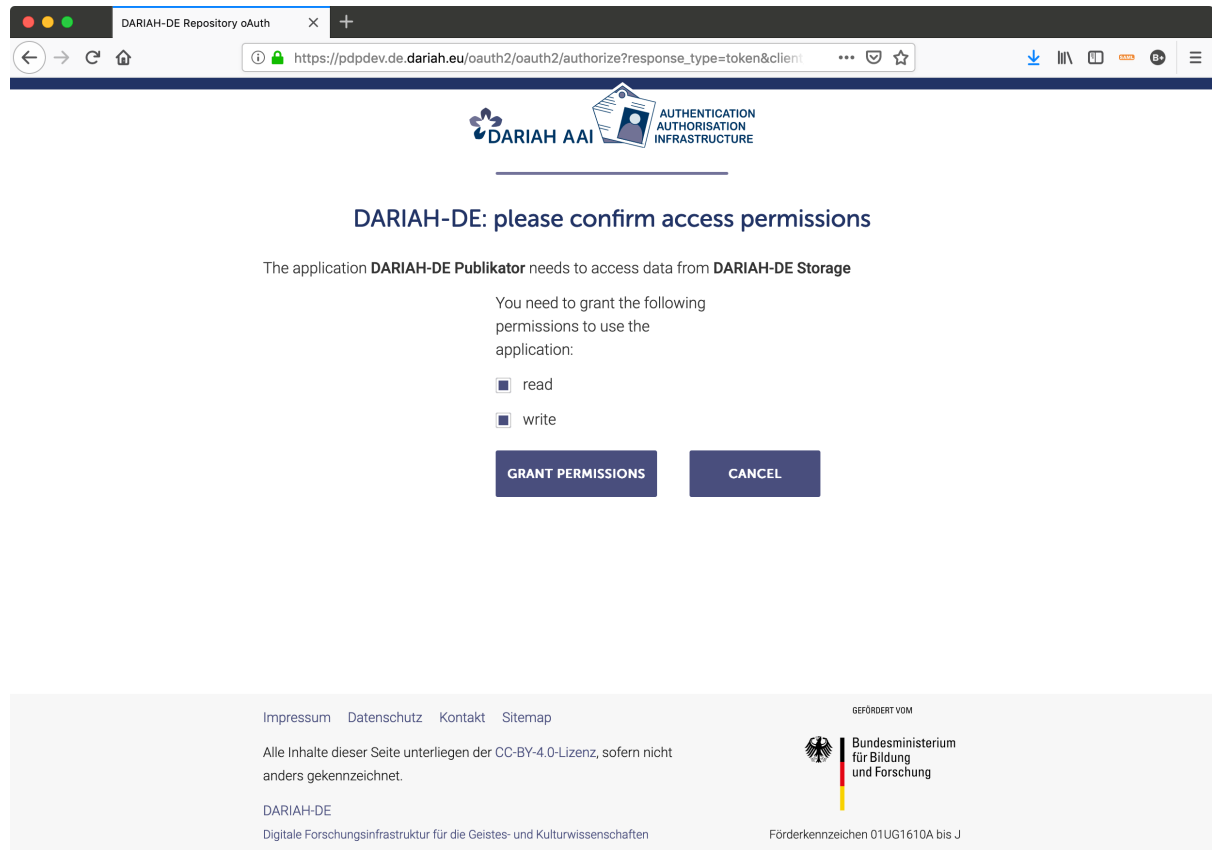 DARIAH-DE Repository oAuth
https://pdpdev.de.dariah.eu/oauth2/oauth2/authorize?response_type=token&client
DARIAH AAI
AUTHENTICATION
AUTHORISATION
INFRASTRUCTURE
DARIAH-DE: please confirm access permissions
The application DARIAH-DE Publikator needs to access data from DARIAH-DE Storage
You need to grant the following
permissions to use the
application:
read
write
GRANT PERMISSIONS CANCEL
Impressum Datenschutz Kontakt Sitemap
Alle Inhalte dieser Seite unterliegen der CC-BY-4.0-Lizenz, sofern nicht
anders gekennzeichnet.
DARIAH-DE
Digitale Forschungsinfrastruktur für die Geistes- und Kulturwissenschaften
GEFÖRDERT VOM
Bundesministerium
für Bildung
und Forschung
Förderkennzeichen 01UG1610A bis J